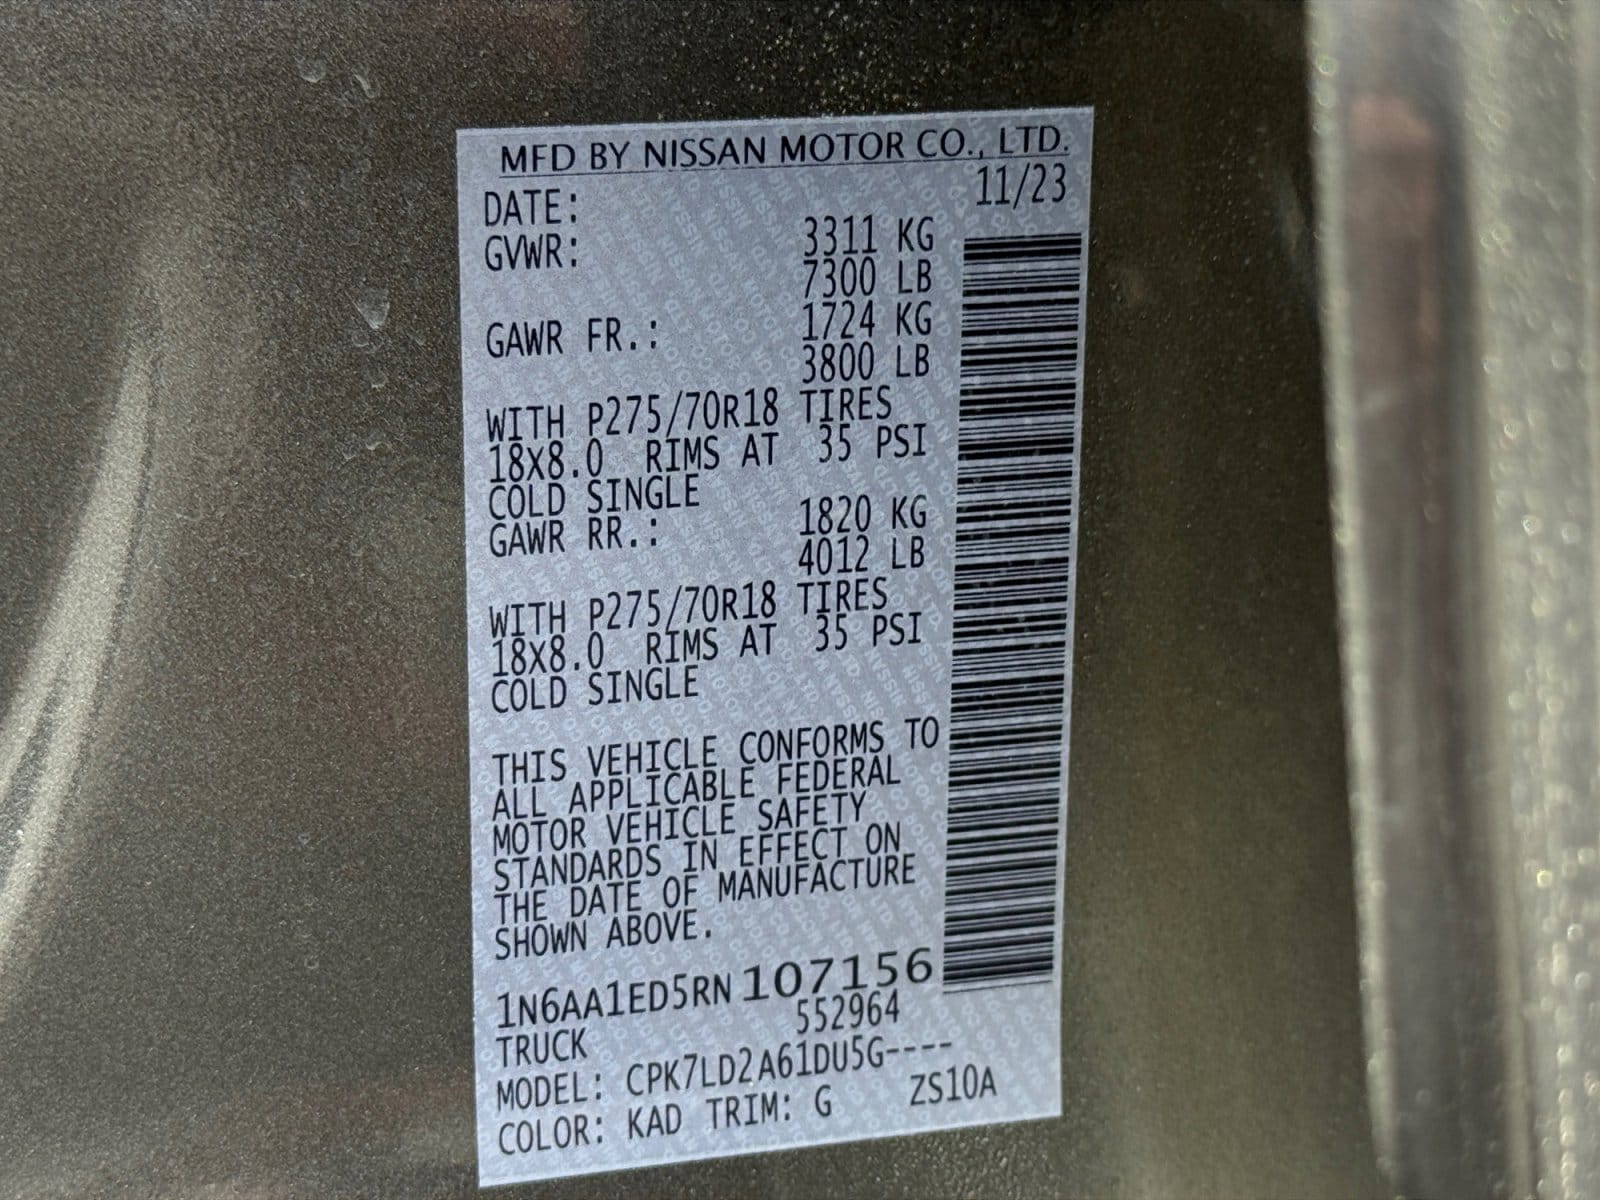 MFD BY NISSAN MOTOR CO., LTD.
DATE: 11/23
GVWR: 3311 KG
7300 LB
GAWR FR.: 1724 KG
3800 LB
WITH P275/70R18 TIRES
18X8.0 RIMS AT 35 PSI
COLD SINGLE
GAWR RR.: 1820 KG
4012 LB
WITH P275/70R18 TIRES
18X8.0 RIMS AT 35 PSI
COLD SINGLE
THIS VEHICLE CONFORMS TO
ALL APPLICABLE FEDERAL
MOTOR VEHICLE SAFETY
STANDARDS IN EFFECT ON
THE DATE OF MANUFACTURE
SHOWN ABOVE.
1N6AA1ED5RN107156
TRUCK 552964
MODEL: CPK7LD2A61DU5G----
COLOR: KAD TRIM: G ZS10A